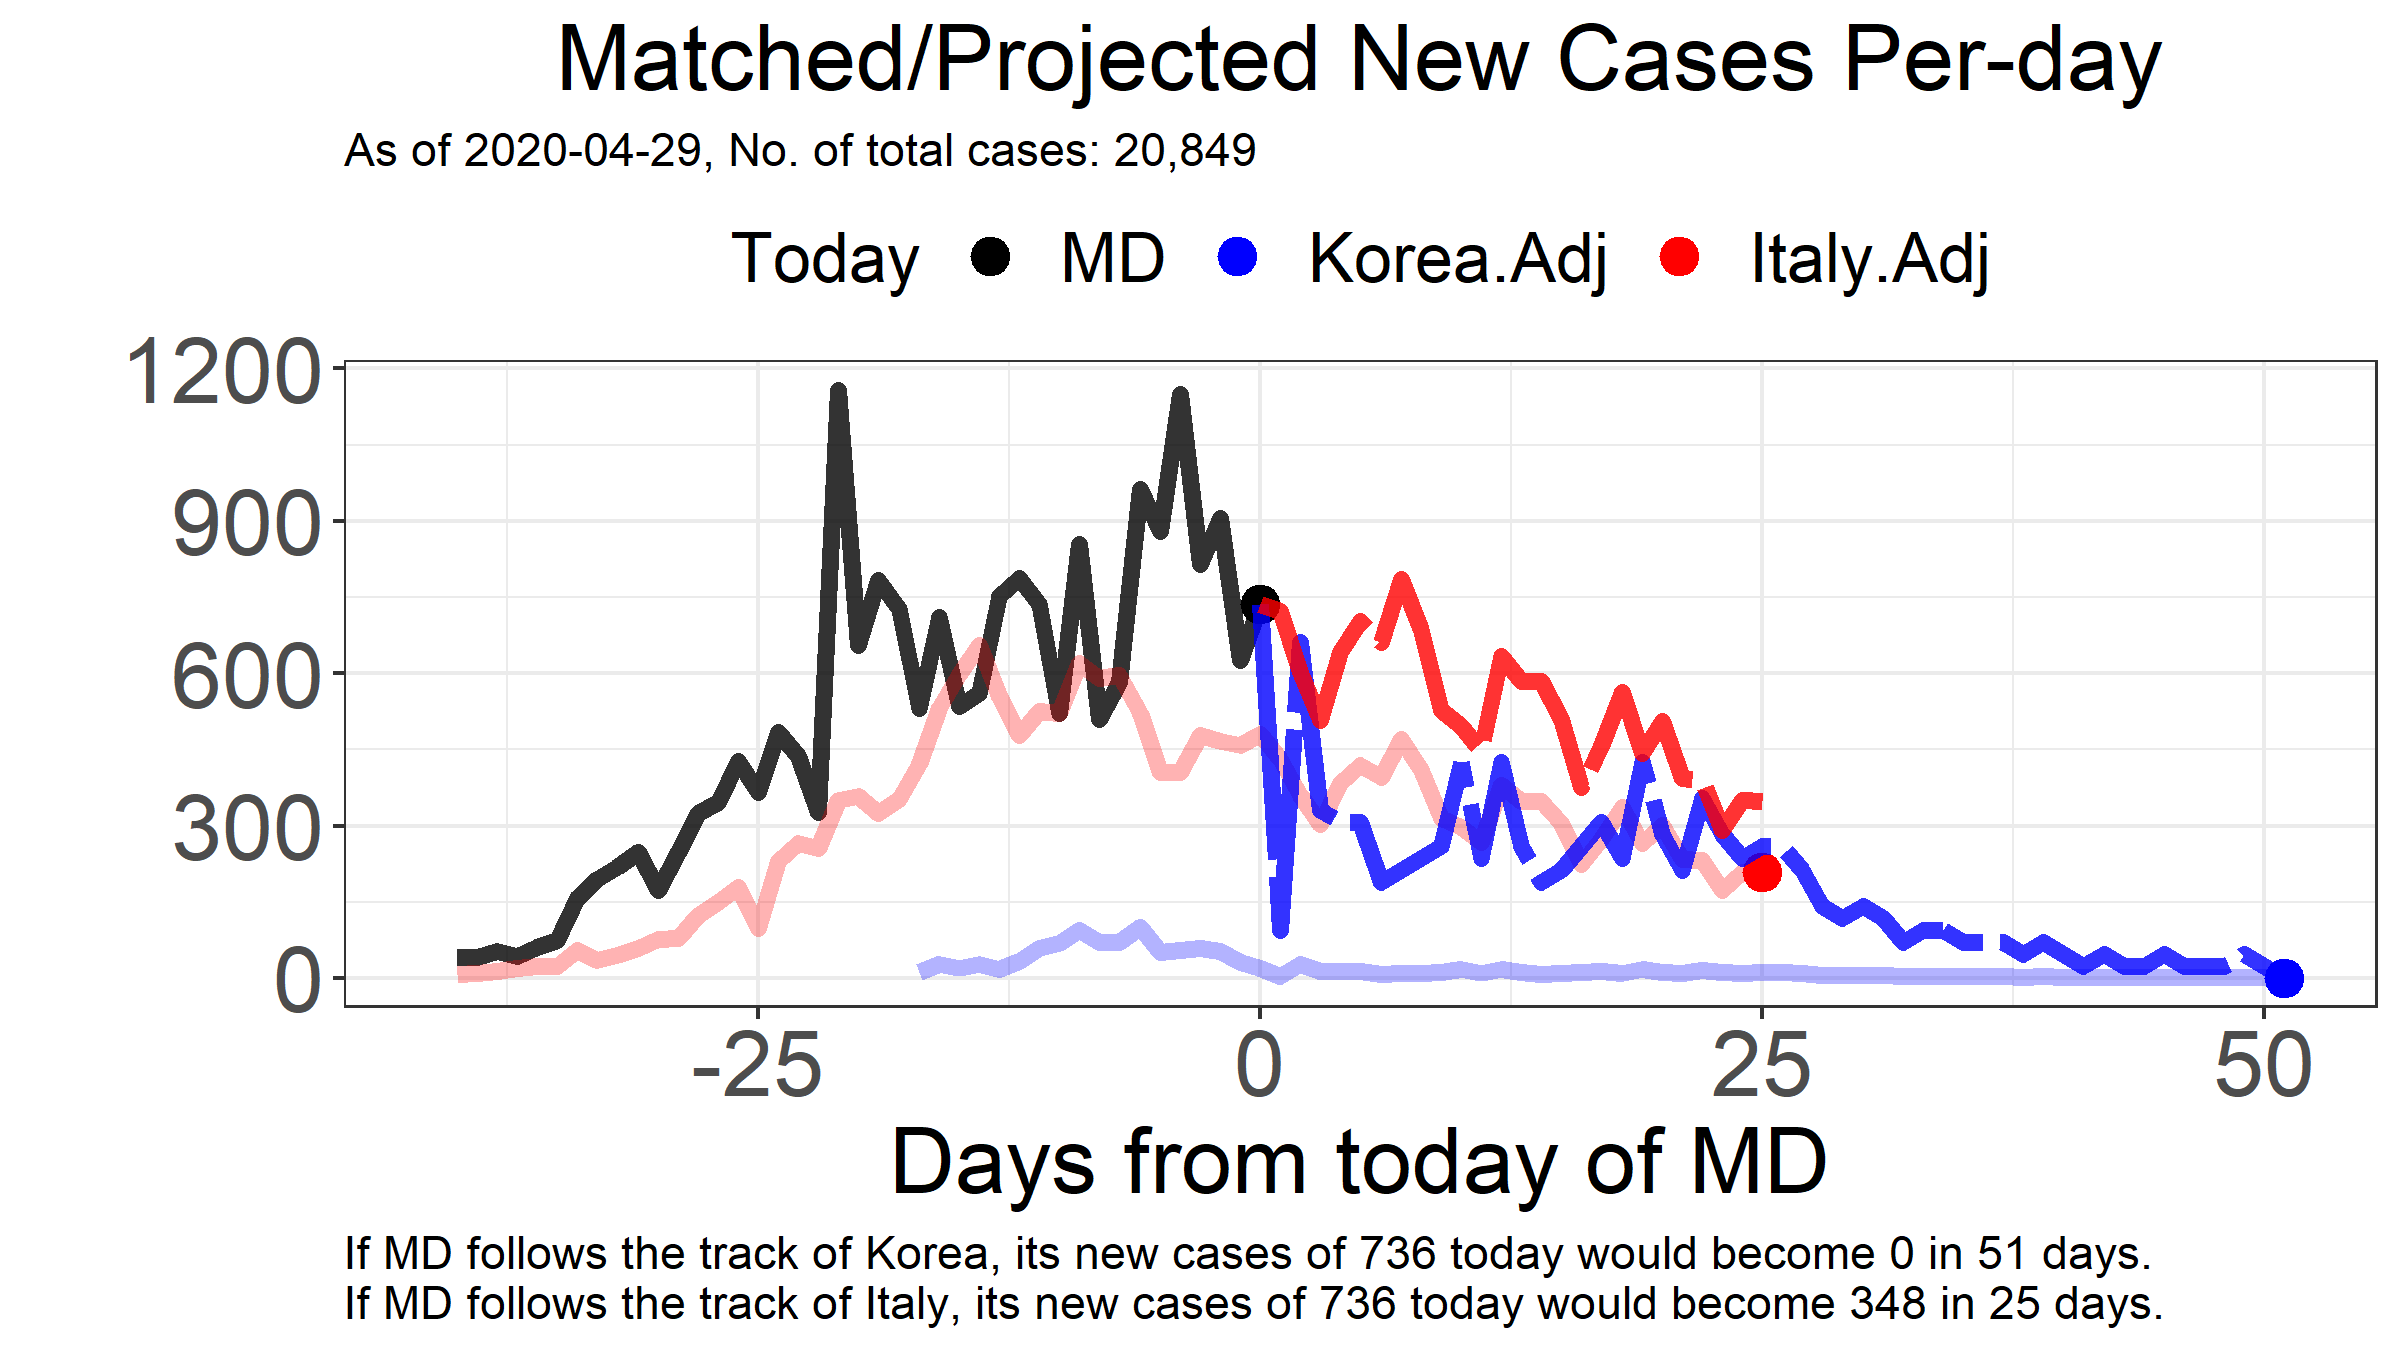 Matched/Projected New Cases Per-day
As of 2020-04-29, No. of total cases: 20,849
Today MD Korea.Adj Italy.Adj
1200
900
600
300
0
-25 0 25 50
Days from today of MD
If MD follows the track of Korea, its new cases of 736 today would become 0 in 51 days.
If MD follows the track of Italy, its new cases of 736 today would become 348 in 25 days.